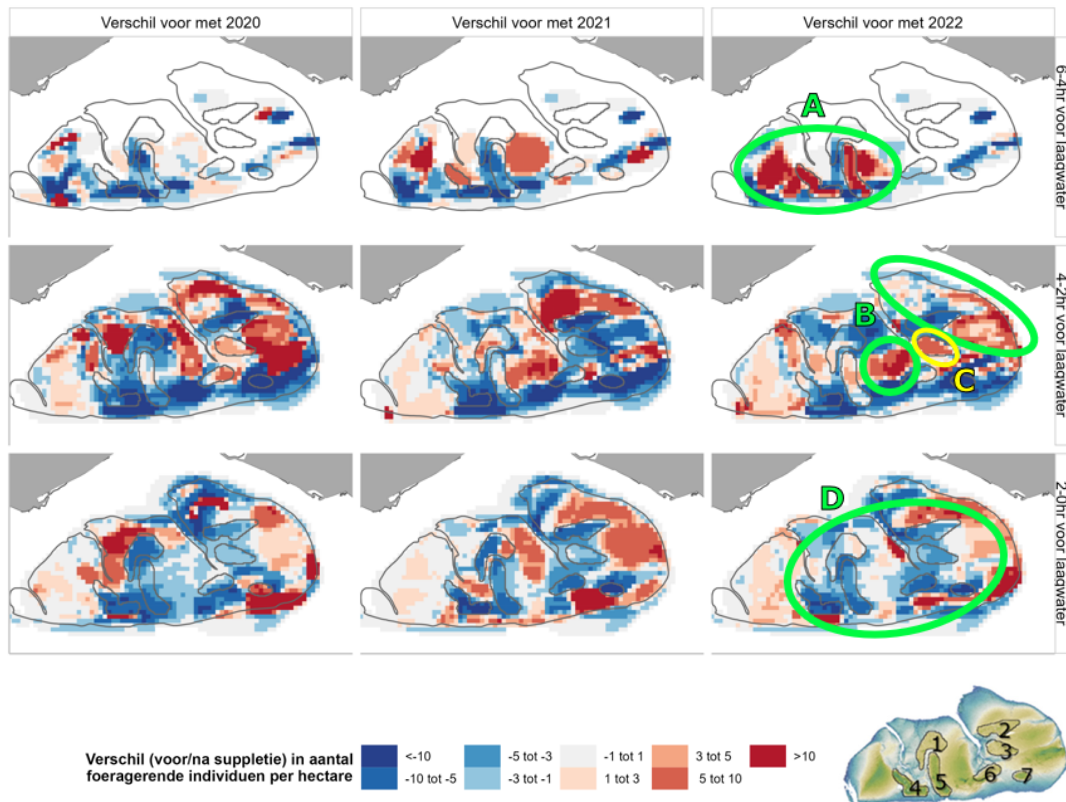 Verschil voor met 2020
Verschil voor met 2021
Verschil voor met 2022
6-4hr voor laaqwater
A
4-2hr voor laaqwater
B
C
2-0hr voor laaqwater
D
Verschil (voor/na suppletie) in aantal
foeragerende individuen per hectare
<-10
-10 tot -5
-5 tot -3
-3 tot -1
-1 tot 1
1 tot 3
3 tot 5
5 tot 10
>10
1
2
3
4
5
6
7